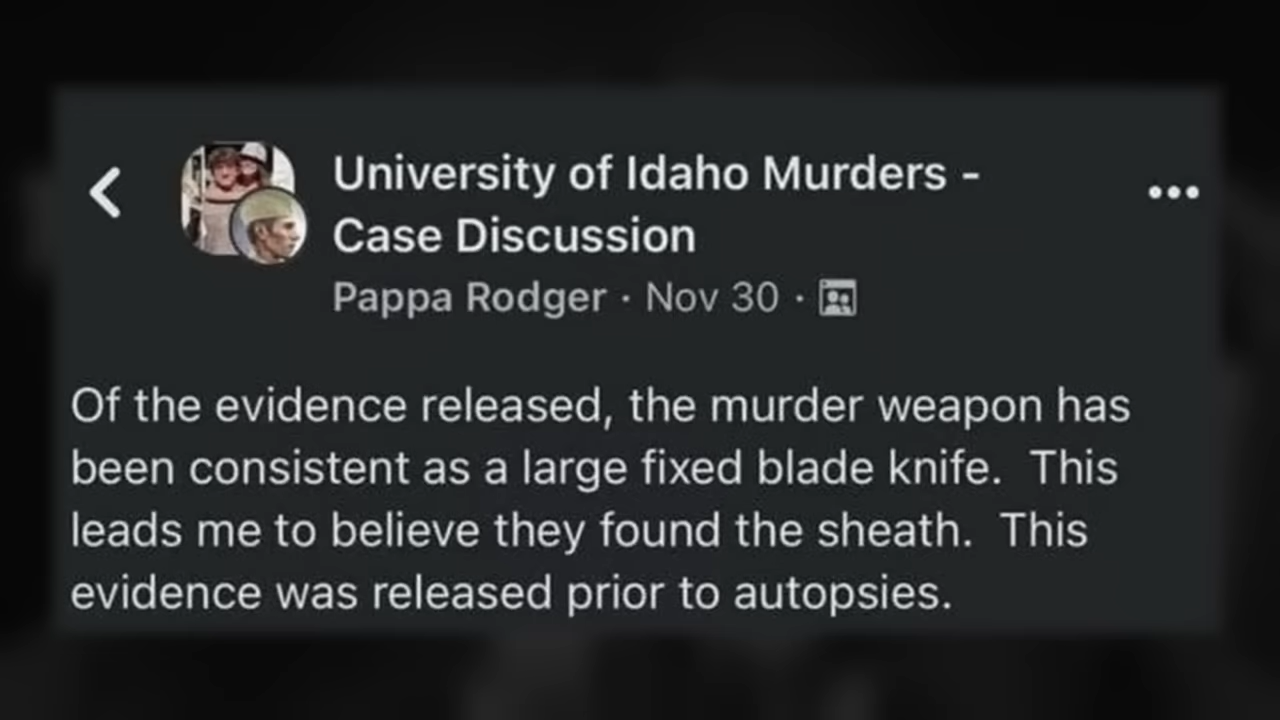 University of Idaho Murders -
Case Discussion
Pappa Rodger · Nov 30 ·
Of the evidence released, the murder weapon has
been consistent as a large fixed blade knife.  This
leads me to believe they found the sheath.  This
evidence was released prior to autopsies.